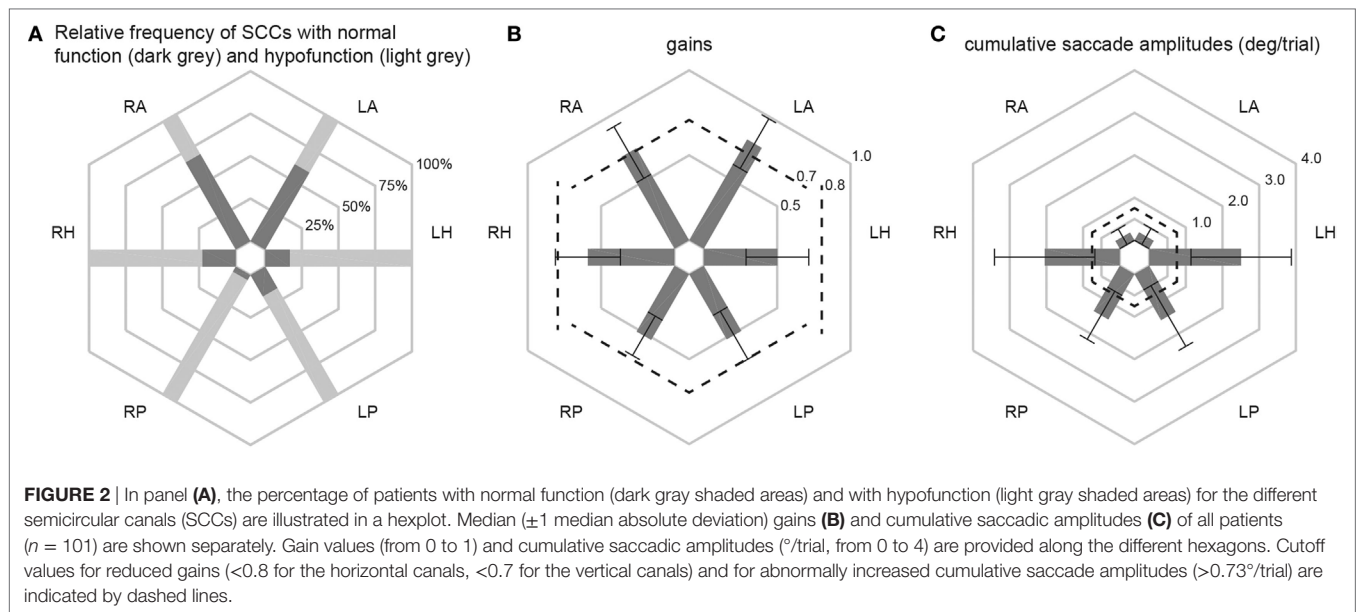 A Relative frequency of SCCs with normal
function (dark grey) and hypofunction (light grey)
RA
LA
100%
75%
50%
25%
RH
LH
RP
LP
B
gains
RA
LA
1.0
0.7
0.8
0.5
RH
LH
RP
LP
C
cumulative saccade amplitudes (deg/trial)
RA
LA
4.0
3.0
2.0
1.0
RH
LH
RP
LP
FIGURE 2 | In panel (A), the percentage of patients with normal function (dark gray shaded areas) and with hypofunction (light gray shaded areas) for the different
semicircular canals (SCCs) are illustrated in a hexplot. Median (±1 median absolute deviation) gains (B) and cumulative saccadic amplitudes (C) of all patients
(n = 101) are shown separately. Gain values (from 0 to 1) and cumulative saccadic amplitudes (°/trial, from 0 to 4) are provided along the different hexagons. Cutoff
values for reduced gains (<0.8 for the horizontal canals, <0.7 for the vertical canals) and for abnormally increased cumulative saccade amplitudes (>0.73°/trial) are
indicated by dashed lines.